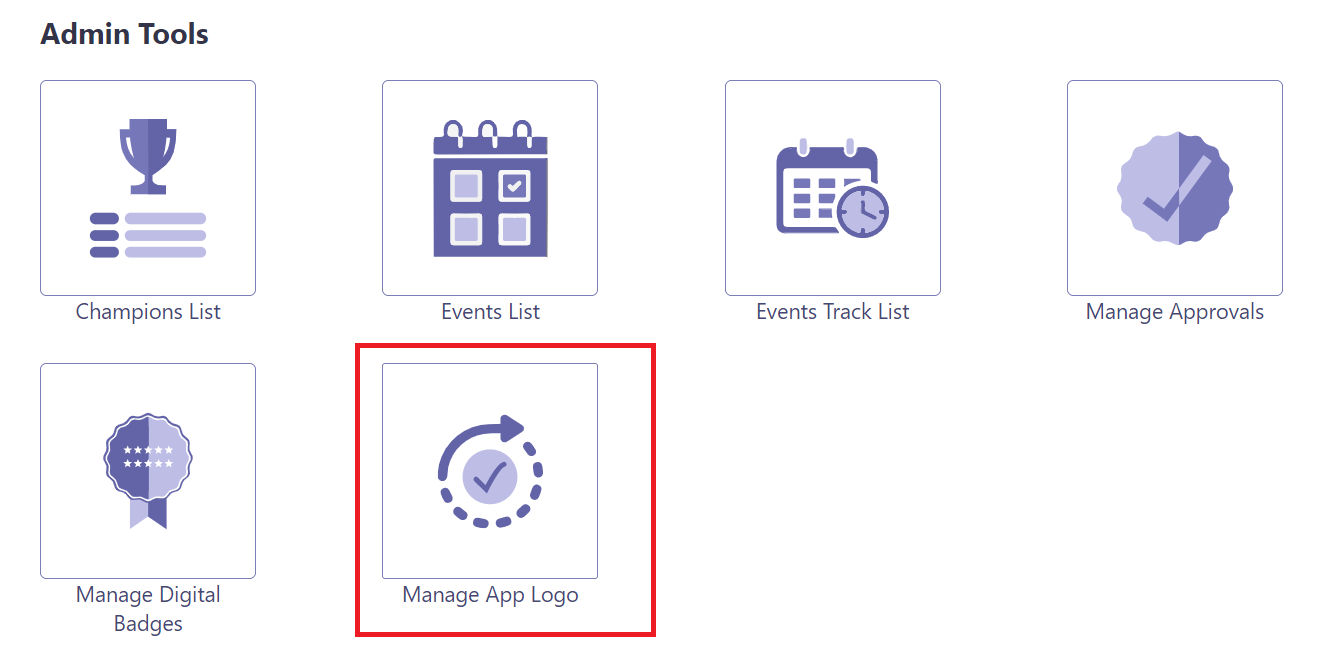 Admin Tools
Champions List
Events List
Events Track List
Manage Approvals
Manage Digital
Badges
Manage App Logo